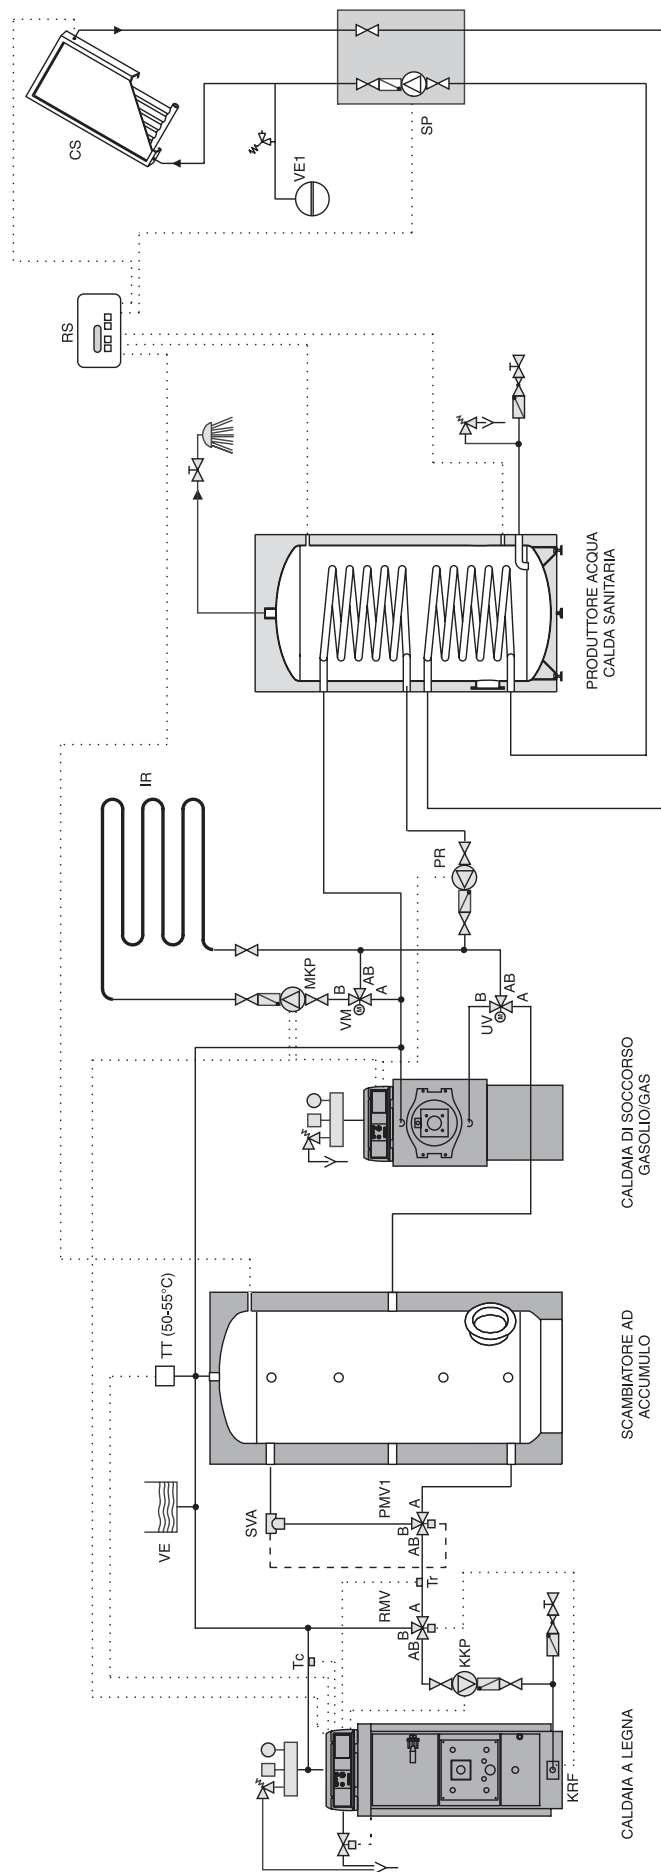 CS
SP
VE1
RS
PRODUTTORE ACQUA
CALDA SANITARIA
IR
PR
MKP
B
AB
A
VM
M
B
AB
A
UV
M
CALDAIA DI SOCCORSO
GASOLIO/GAS
TT (50-55°C)
SCAMBIATORE AD
ACCUMULO
VE
SVA
PMV1
A
B
AB
Tr
RMV
A
B
AB
Tc
KKP
KRF
CALDAIA A LEGNA